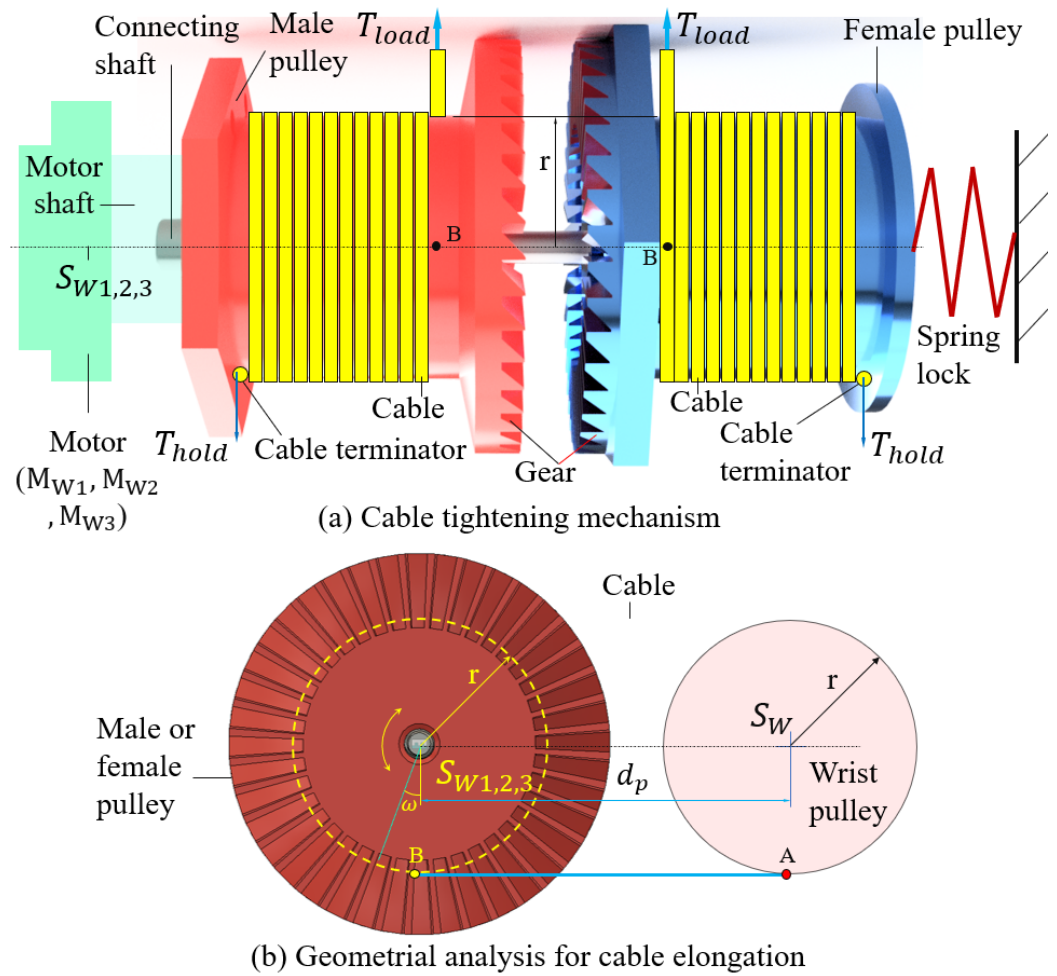 Connecting
shaft
Male
pulley
T_load
T_load
Female pulley
Motor
shaft
r
B
B
S_W1,2,3
Spring
lock
Cable
Cable
T_hold
Cable terminator
Gear
Cable
terminator
T_hold
Motor
(M_W1, M_W2
, M_W3)
(a) Cable tightening mechanism
Cable
r
r
S_W
Male or
female
pulley
S_W1,2,3
d_p
Wrist
pulley
ω
B
A
(b) Geometrial analysis for cable elongation